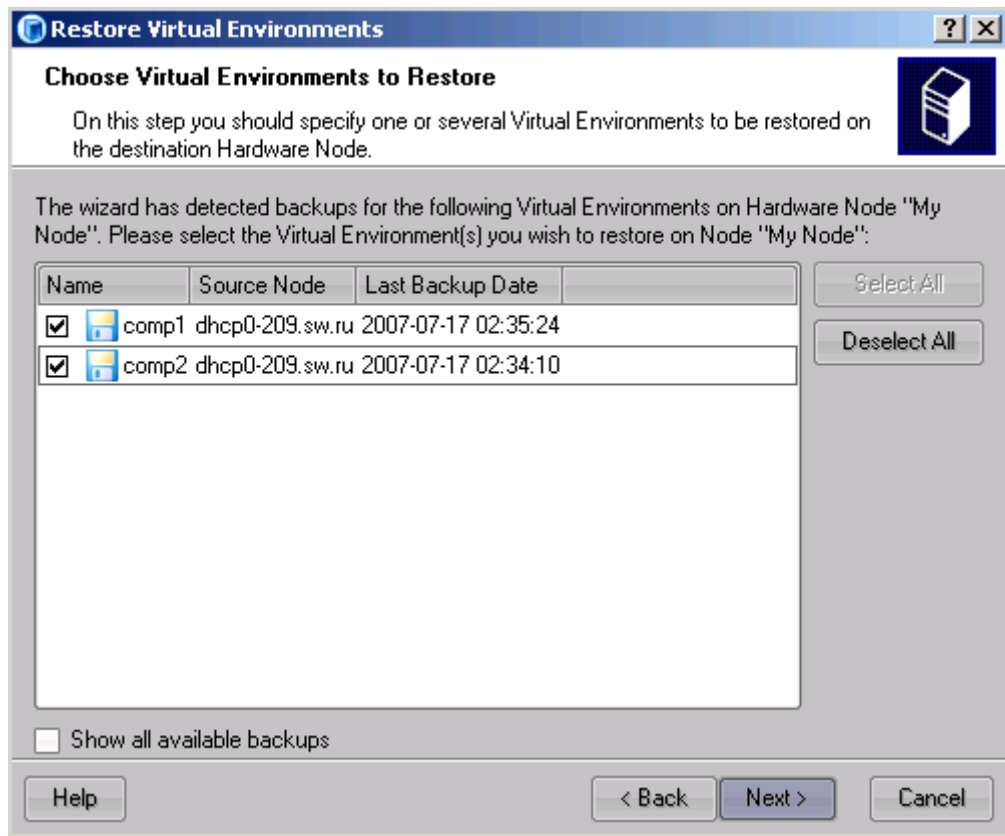 Restore Virtual Environments
Choose Virtual Environments to Restore
On this step you should specify one or several Virtual Environments to be restored on
the destination Hardware Node.
The wizard has detected backups for the following Virtual Environments on Hardware Node "My
Node". Please select the Virtual Environment(s) you wish to restore on Node "My Node":
Name Source Node Last Backup Date
Select All
comp1 dhcp0-209.sw.ru 2007-07-17 02:35:24
Deselect All
comp2 dhcp0-209.sw.ru 2007-07-17 02:34:10
Show all available backups
Help < Back Next > Cancel